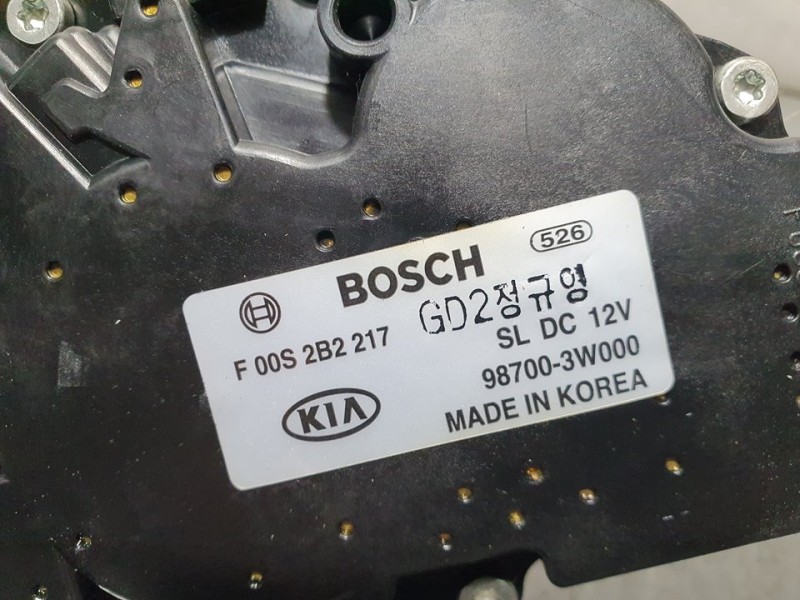 526
BOSCH
GD2정규영
F 00S 2B2 217
SL DC 12V
98700-3W000
KIA
MADE IN KOREA